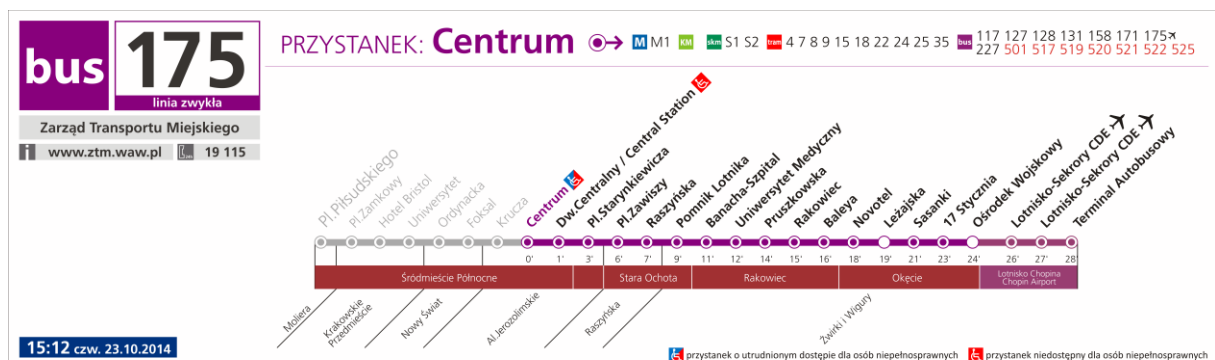 bus 175
linia zwykła
Zarząd Transportu Miejskiego
www.ztm.waw.pl 19 115
PRZYSTANEK: Centrum M M1 KM skm S1 S2 tram 4 7 8 9 15 18 22 24 25 35 bus 117 127 128 131 158 171 175
227 501 517 519 520 521 522 525
Pl.Piłsudskiego
Pl.Zamkowy
Hotel Bristol
Uniwersytet
Ordynacka
Foksal
Krucza
Centrum
Dw.Centralny / Central Station
Pl.Starynkiewicza
Pl.Zawiszy
Raszyńska
Pomnik Lotnika
Banacha-Szpital
Uniwersytet Medyczny
Pruszkowska
Rakowiec
Baleya
Novotel
Leżajska
Sasanki
17 Stycznia
Ośrodek Wojskowy
Lotnisko-Sekrory CDE
Lotnisko-Sekrory CDE
Terminal Autobusowy
0' 1' 3' 6' 7' 9' 11' 12' 14' 15' 16' 18' 19' 21' 23' 24' 26' 27' 28'
Śródmieście Północne Stara Ochota Rakowiec Okęcie Lotnisko Chopina
Chopin Airport
Moliera
Krakowskie
Przedmieście
Nowy Świat
Al.Jerozolimskie
Raszyńska
Żwirki i Wigury
15:12 czw. 23.10.2014
przystanek o utrudnionym dostępie dla osób niepełnosprawnych przystanek niedostępny dla osób niepełnosprawnych